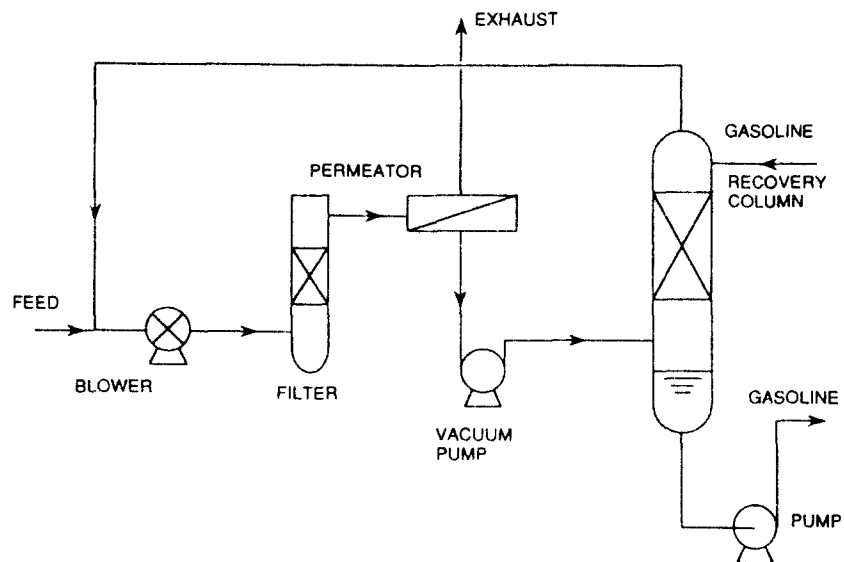 EXHAUST
GASOLINE
PERMEATOR
RECOVERY
COLUMN
FEED
BLOWER
FILTER
VACUUM
PUMP
GASOLINE
PUMP